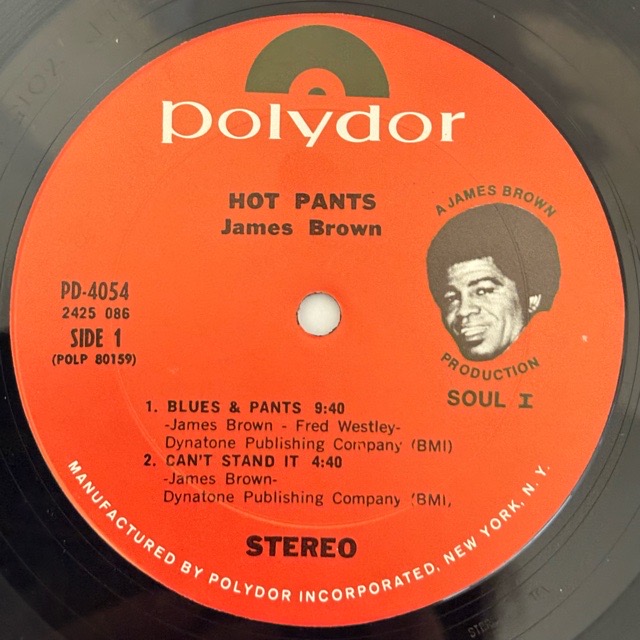 polydor
HOT PANTS
James Brown
A JAMES BROWN
PRODUCTION
SOUL I
PD-4054
2425 086
SIDE 1
(POLP 80159)
1. BLUES & PANTS 9:40
-James Brown - Fred Westley-
Dynatone Publishing Company (BMI)
2. CAN'T STAND IT 4:40
-James Brown-
Dynatone Publishing Company (BMI,
STEREO
MANUFACTURED BY POLYDOR INCORPORATED, NEW YORK, N. Y.